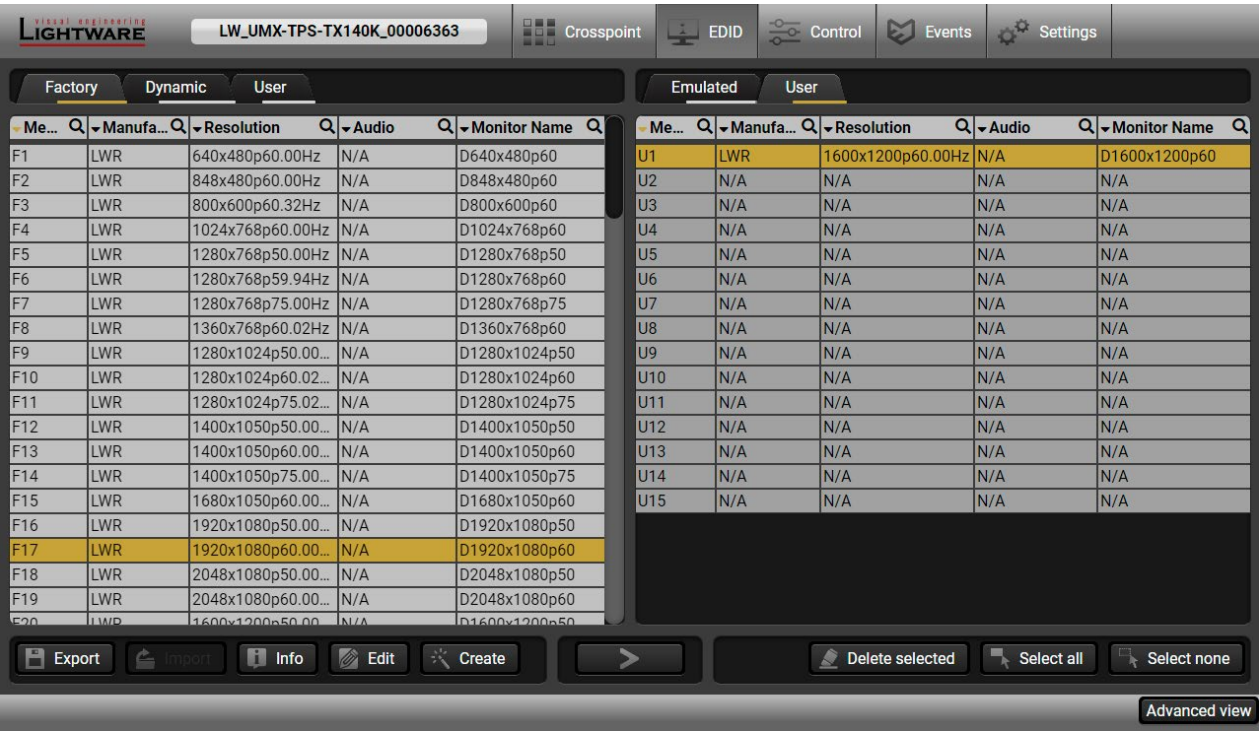 visual engineering
LIGHTWARE
LW_UMX-TPS-TX140K_00006363
Crosspoint
EDID
Control
Events
Settings
Factory Dynamic User
Me... Manufa... Resolution Audio Monitor Name
F1 LWR 640x480p60.00Hz N/A D640x480p60
F2 LWR 848x480p60.00Hz N/A D848x480p60
F3 LWR 800x600p60.32Hz N/A D800x600p60
F4 LWR 1024x768p60.00Hz N/A D1024x768p60
F5 LWR 1280x768p50.00Hz N/A D1280x768p50
F6 LWR 1280x768p59.94Hz N/A D1280x768p60
F7 LWR 1280x768p75.00Hz N/A D1280x768p75
F8 LWR 1360x768p60.02Hz N/A D1360x768p60
F9 LWR 1280x1024p50.00... N/A D1280x1024p50
F10 LWR 1280x1024p60.02... N/A D1280x1024p60
F11 LWR 1280x1024p75.02... N/A D1280x1024p75
F12 LWR 1400x1050p50.00... N/A D1400x1050p50
F13 LWR 1400x1050p60.00... N/A D1400x1050p60
F14 LWR 1400x1050p75.00... N/A D1400x1050p75
F15 LWR 1680x1050p60.00... N/A D1680x1050p60
F16 LWR 1920x1080p50.00... N/A D1920x1080p50
F17 LWR 1920x1080p60.00... N/A D1920x1080p60
F18 LWR 2048x1080p50.00... N/A D2048x1080p50
F19 LWR 2048x1080p60.00... N/A D2048x1080p60
F20 LWR 1600x1200p50.00... N/A D1600x1200p50
Emulated User
Me... Manufa... Resolution Audio Monitor Name
U1 LWR 1600x1200p60.00Hz N/A D1600x1200p60
U2 N/A N/A N/A N/A
U3 N/A N/A N/A N/A
U4 N/A N/A N/A N/A
U5 N/A N/A N/A N/A
U6 N/A N/A N/A N/A
U7 N/A N/A N/A N/A
U8 N/A N/A N/A N/A
U9 N/A N/A N/A N/A
U10 N/A N/A N/A N/A
U11 N/A N/A N/A N/A
U12 N/A N/A N/A N/A
U13 N/A N/A N/A N/A
U14 N/A N/A N/A N/A
U15 N/A N/A N/A N/A
Export Import Info Edit Create
>
Delete selected Select all Select none
Advanced view